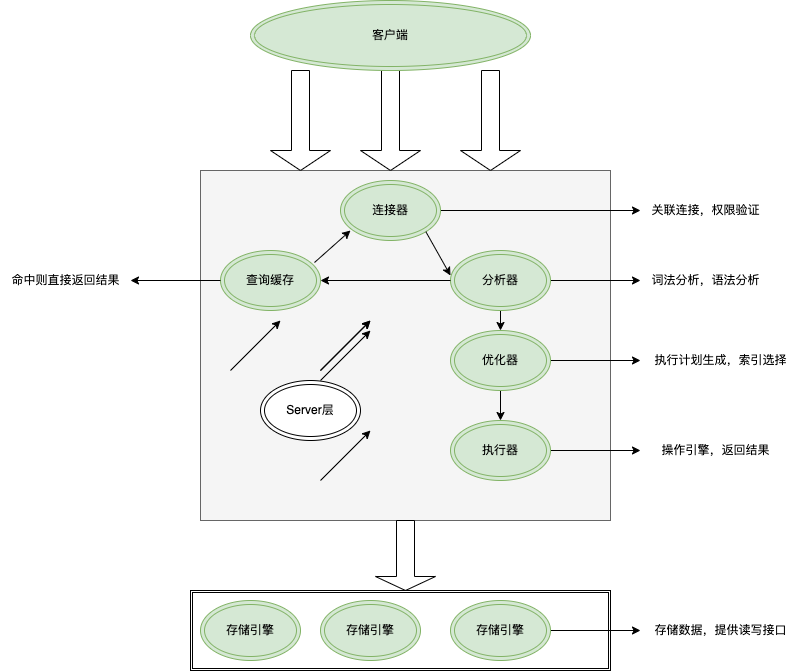 客户端
连接器
关联连接，权限验证
命中则直接返回结果
查询缓存
分析器
词法分析，语法分析
优化器
执行计划生成，索引选择
Server层
执行器
操作引擎，返回结果
存储引擎
存储引擎
存储引擎
存储数据，提供读写接口